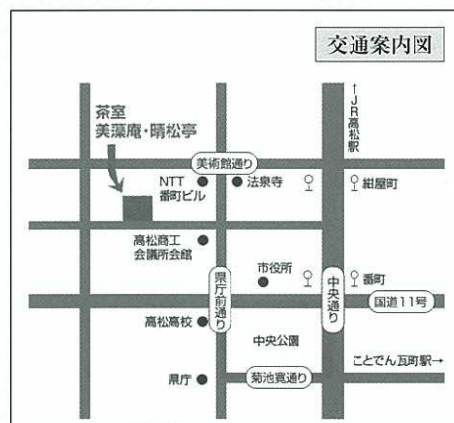 交通案内図
↑JR高松駅
茶室
美藻庵・晴松亭
美術館通り
NTT
番町ビル
法泉寺
紺屋町
高松商工
会議所会館
市役所
番町
県庁前通り
中央通り
国道11号
高松高校
中央公園
ことでん瓦町駅→
県庁
菊池寛通り